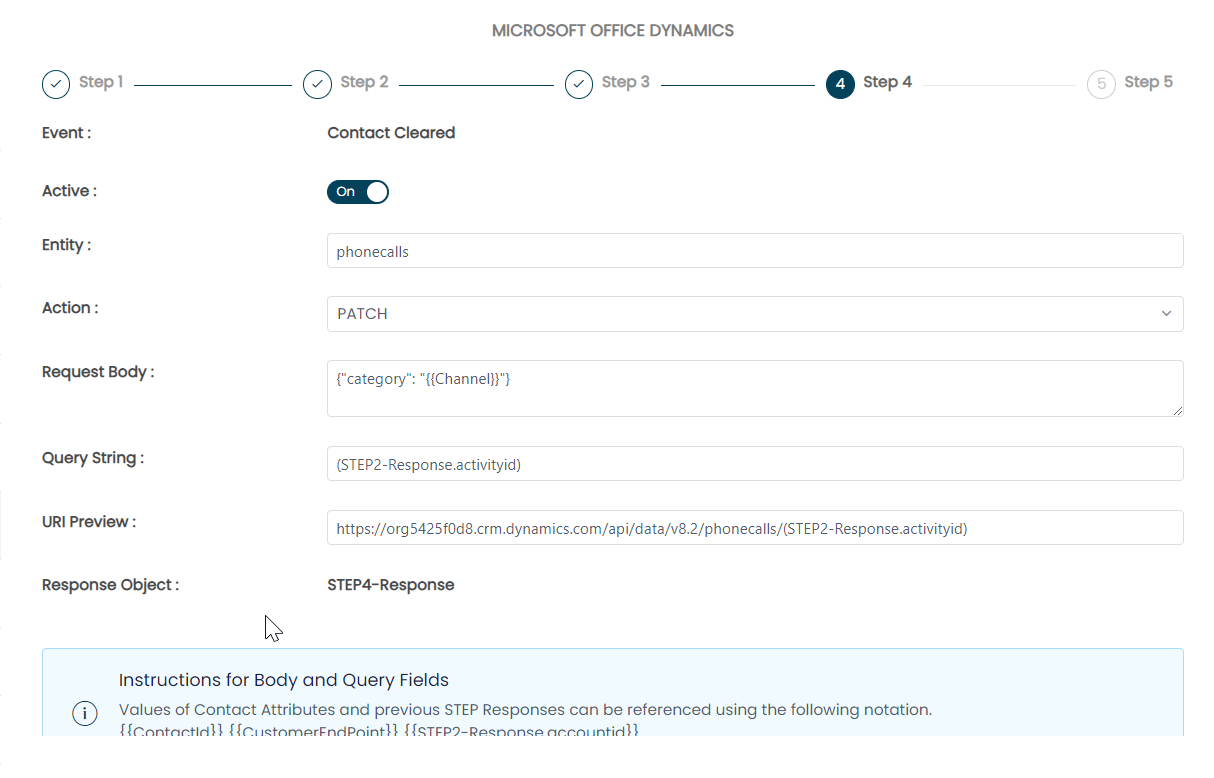 MICROSOFT OFFICE DYNAMICS
Step 1 Step 2 Step 3 4 Step 4 5 Step 5
Event : Contact Cleared
Active : On
Entity : phonecalls
Action : PATCH
Request Body : {"category": "{{Channel}}"}
Query String : (STEP2-Response.activityid)
URI Preview : https://org5425f0d8.crm.dynamics.com/api/data/v8.2/phonecalls/(STEP2-Response.activityid)
Response Object : STEP4-Response
Instructions for Body and Query Fields
Values of Contact Attributes and previous STEP Responses can be referenced using the following notation.
{{ContactId}} {{CustomerEndPoint}} {{STEP2-Response.accountid}}